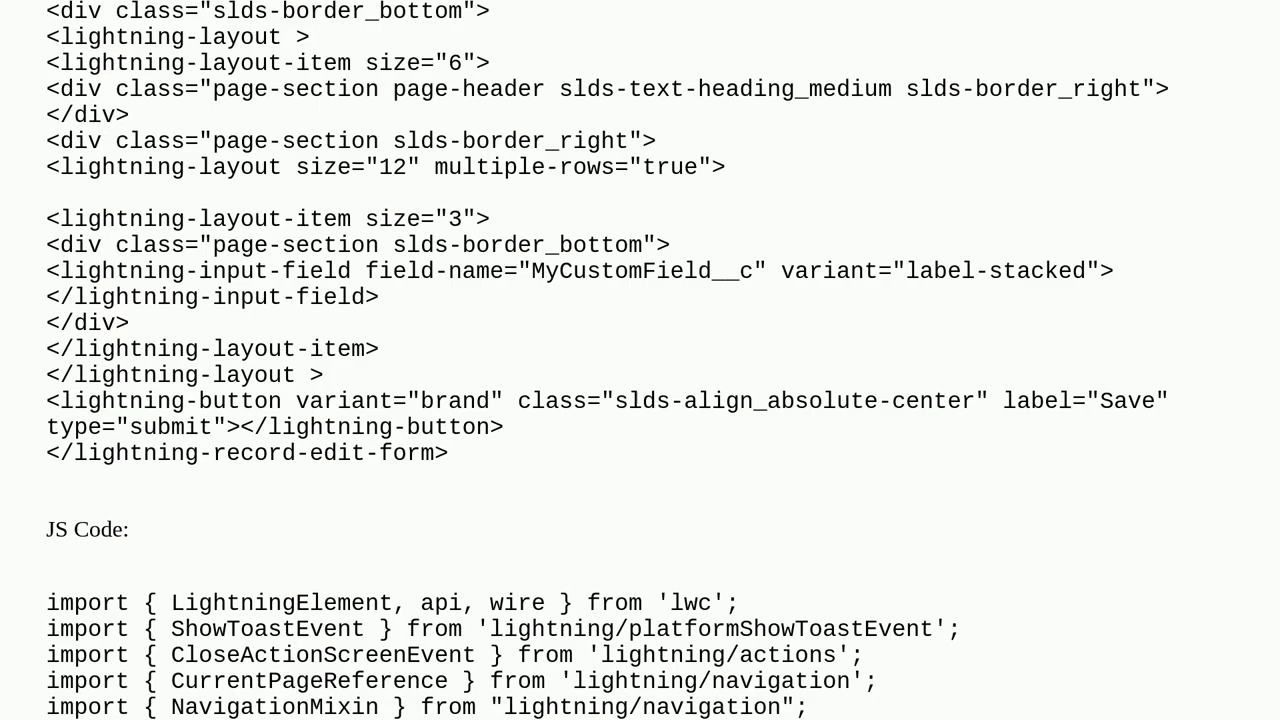 <div class="slds-border_bottom">
<lightning-layout >
<lightning-layout-item size="6">
<div class="page-section page-header slds-text-heading_medium slds-border_right">
</div>
<div class="page-section slds-border_right">
<lightning-layout size="12" multiple-rows="true">
<lightning-layout-item size="3">
<div class="page-section slds-border_bottom">
<lightning-input-field field-name="MyCustomField__c" variant="label-stacked">
</lightning-input-field>
</div>
</lightning-layout-item>
</lightning-layout >
<lightning-button variant="brand" class="slds-align_absolute-center" label="Save"
type="submit"></lightning-button>
</lightning-record-edit-form>
JS Code:
import { LightningElement, api, wire } from 'lwc';
import { ShowToastEvent } from 'lightning/platformShowToastEvent';
import { CloseActionScreenEvent } from 'lightning/actions';
import { CurrentPageReference } from 'lightning/navigation';
import { NavigationMixin } from "lightning/navigation";